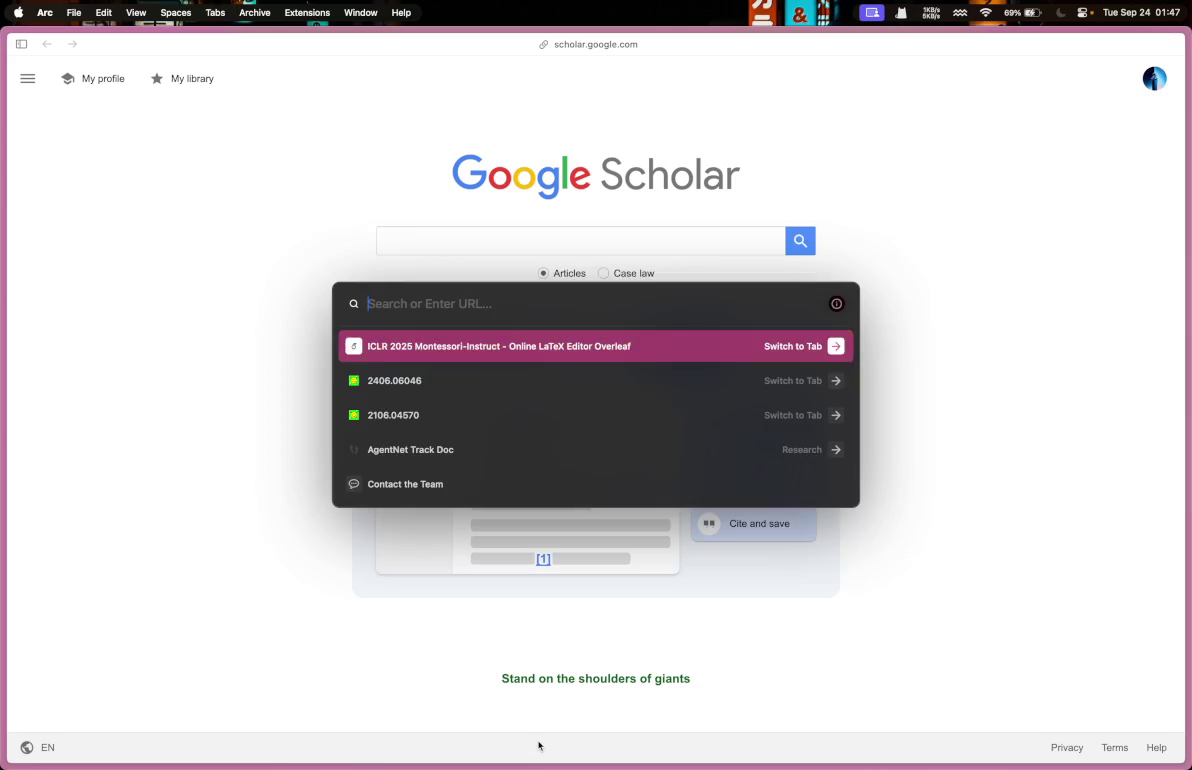 Arc File Edit View Spaces Tabs Archive Extensions Window Help
1KB/s
5KB/s
69%
Tue Sep 24 01:47
scholar.google.com
My profile My library
Google Scholar
Articles Case law
Search or Enter URL...
ICLR 2025 Montessori-Instruct - Online LaTeX Editor Overleaf Switch to Tab
2406.06046 Switch to Tab
2106.04570 Switch to Tab
AgentNet Track Doc Research
Contact the Team
Cite and save
[1]
Stand on the shoulders of giants
EN Privacy Terms Help